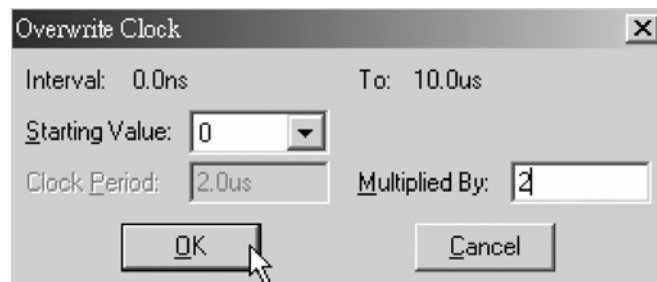 Overwrite Clock
Interval: 0.0ns To: 10.0us
Starting Value: 0
Clock Period: 2.0us Multiplied By: 2
OK Cancel